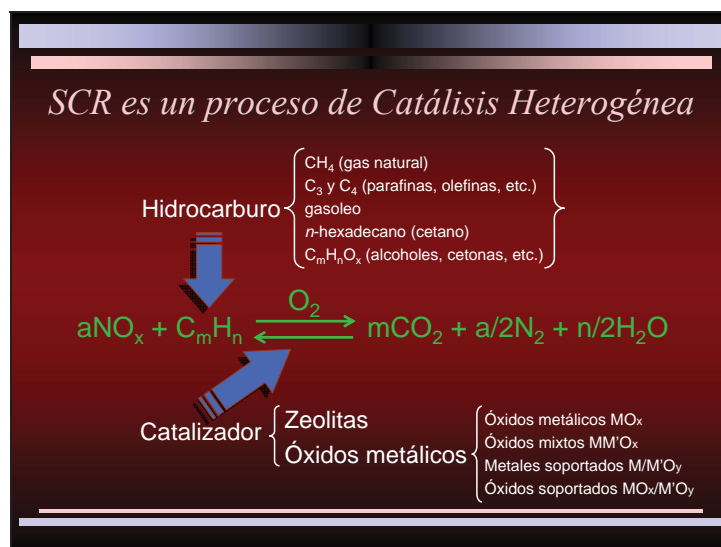 SCR es un proceso de Catálisis Heterogénea
Hidrocarburo
CH₄ (gas natural)
C₃ y C₄ (parafinas, olefinas, etc.)
gasoleo
n-hexadecano (cetano)
CₘHₙOₓ (alcoholes, cetonas, etc.)
aNOₓ + CₘHₙ O₂ mCO₂ + a/2N₂ + n/2H₂O
Catalizador
Zeolitas
Óxidos metálicos
Óxidos metálicos MOₓ
Óxidos mixtos MM'Oₓ
Metales soportados M/M'Oᵧ
Óxidos soportados MOₓ/M'Oᵧ